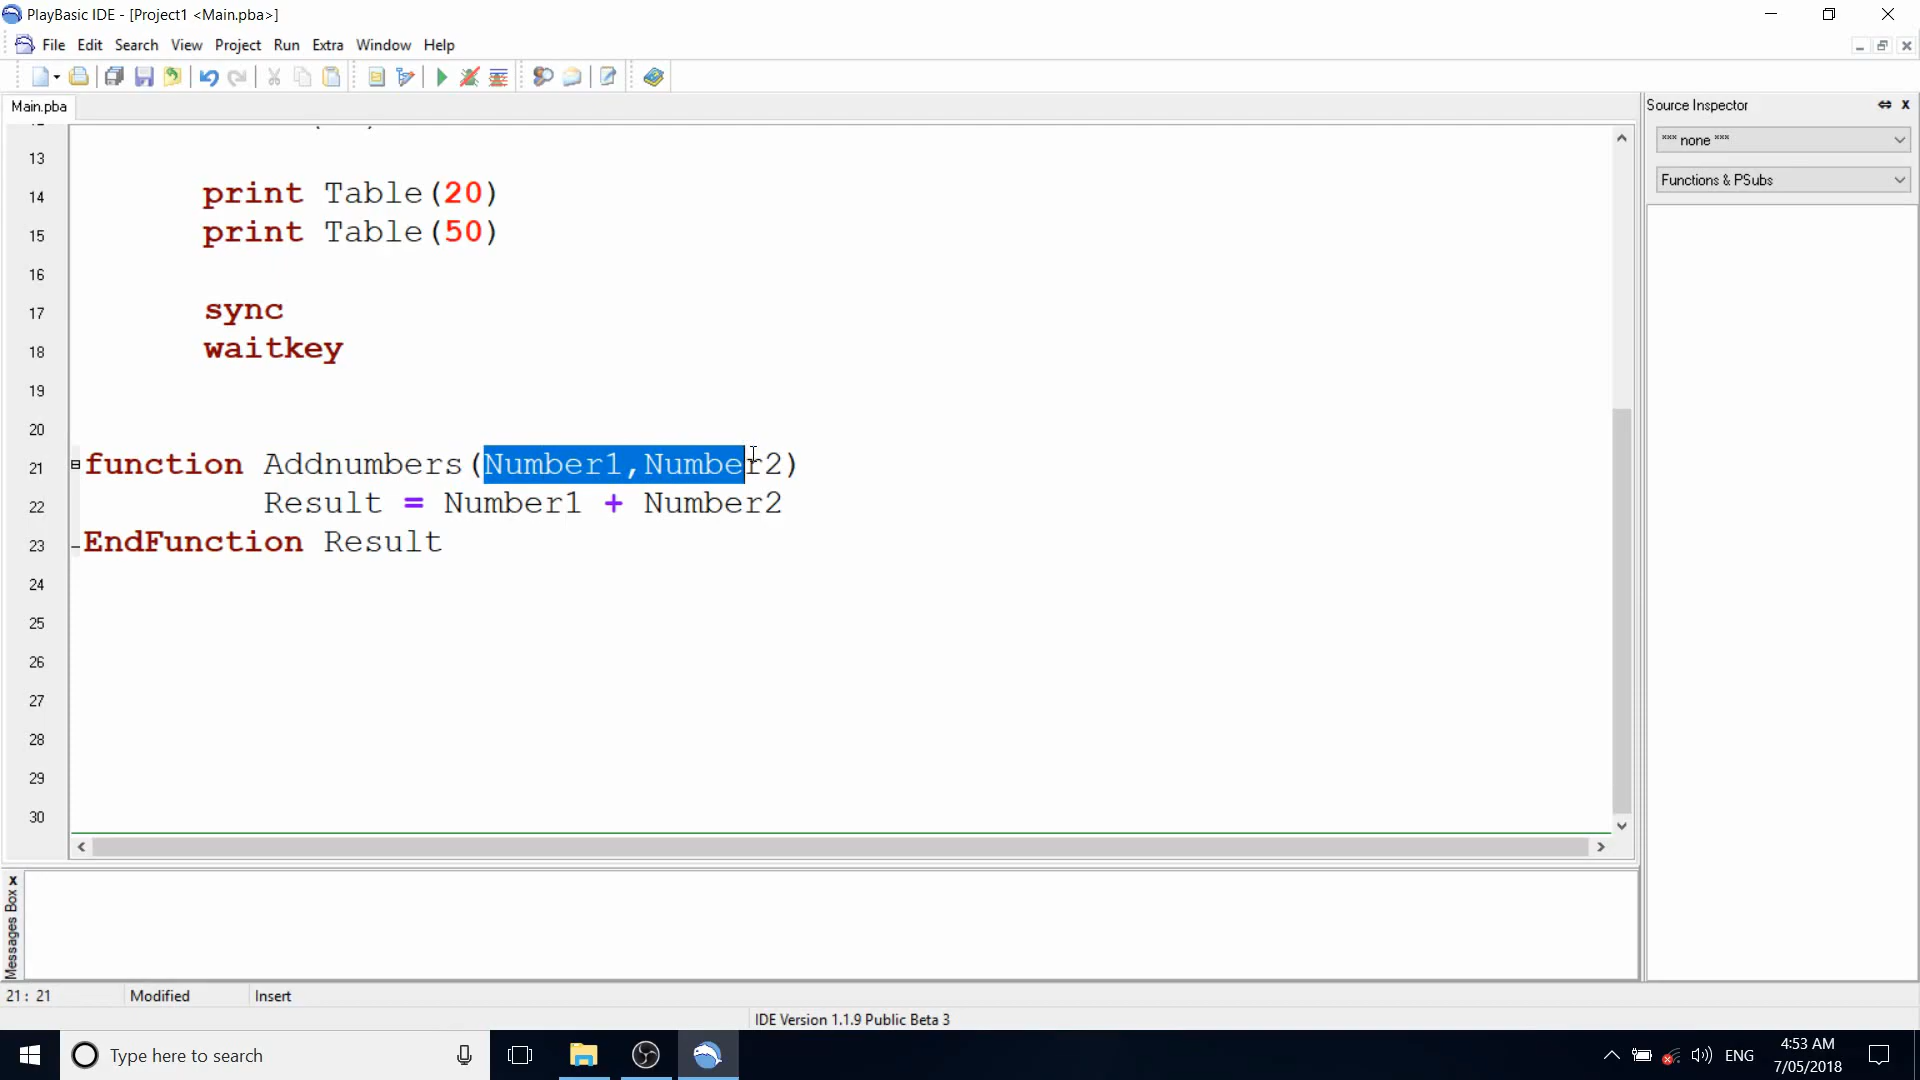 PlayBasic IDE - [Project1 <Main.pba>]
File Edit Search View Project Run Extra Window Help
Main.pba
Source Inspector x
*** none ***
Functions & PSubs
13
14 print Table(20)
15 print Table(50)
16
17 sync
18 waitkey
19
20
21 function Addnumbers(Number1,Number2)
22 Result = Number1 + Number2
23 EndFunction Result
24
25
26
27
28
29
30
Messages Box x
21 : 21 Modified Insert
IDE Version 1.1.9 Public Beta 3
Type here to search
ENG
4:53 AM
7/05/2018